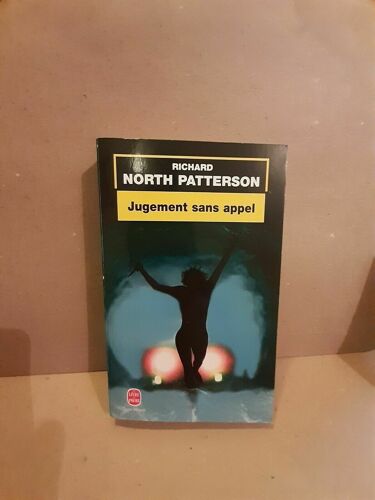 RICHARD
NORTH PATTERSON
Jugement sans appel